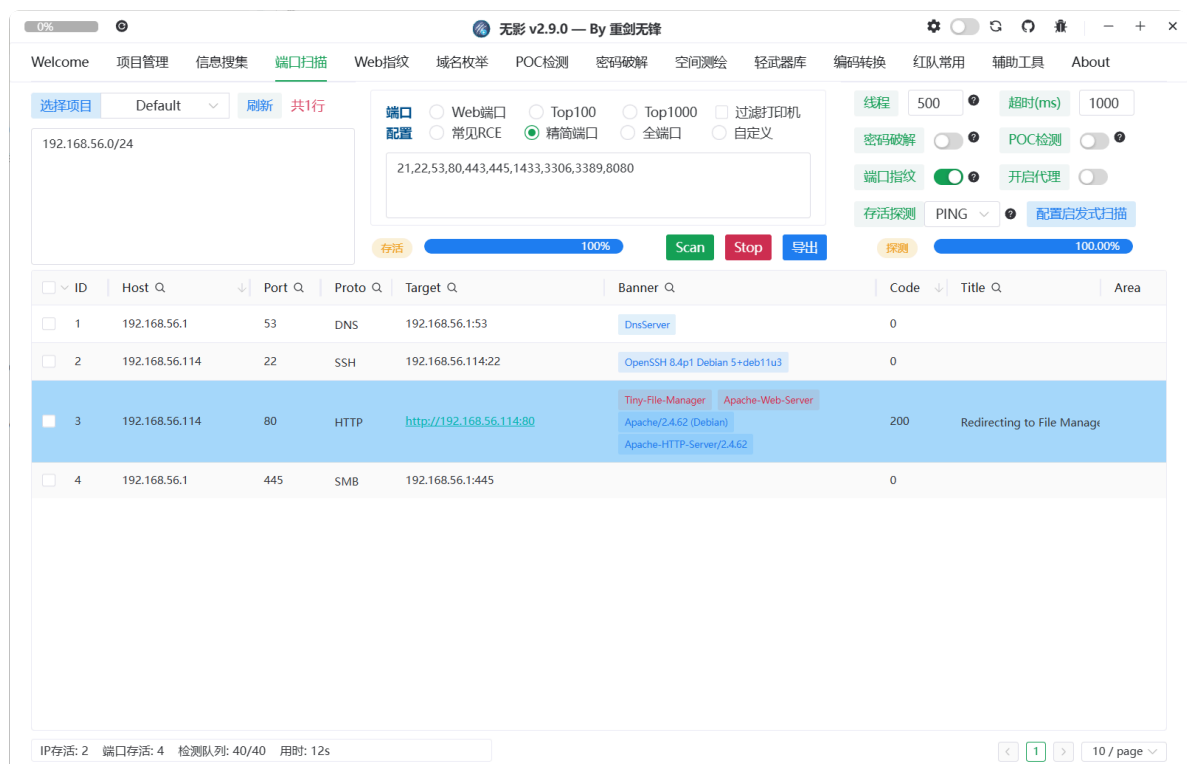 0%
无影 v2.9.0 — By 重剑无锋
Welcome 项目管理 信息搜集 端口扫描 Web指纹 域名枚举 POC检测 密码破解 空间测绘 轻武器库 编码转换 红队常用 辅助工具 About
选择项目 Default 刷新 共1行
192.168.56.0/24
端口配置
Web端口 Top100 Top1000 过滤打印机
常见RCE 精简端口 全端口 自定义
21,22,53,80,443,445,1433,3306,3389,8080
线程 500 超时(ms) 1000
密码破解 POC检测
端口指纹 开启代理
存活探测 PING 配置启发式扫描
存活 100% Scan Stop 导出 探测 100.00%
ID Host Port Proto Target Banner Code Title Area
1 192.168.56.1 53 DNS 192.168.56.1:53 DnsServer 0
2 192.168.56.114 22 SSH 192.168.56.114:22 OpenSSH 8.4p1 Debian 5+deb11u3 0
Tiny-File-Manager Apache-Web-Server
3 192.168.56.114 80 HTTP http://192.168.56.114:80 Apache/2.4.62 (Debian) 200 Redirecting to File Manage
Apache-HTTP-Server/2.4.62
4 192.168.56.1 445 SMB 192.168.56.1:445 0
IP存活: 2 端口存活: 4 检测队列: 40/40 用时: 12s
1 10 / page